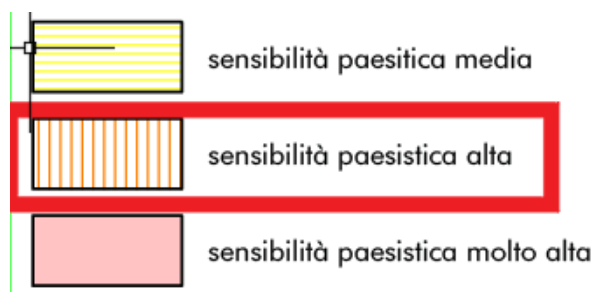 sensibilità paesitica media
sensibilità paesistica alta
sensibilità paesistica molto alta